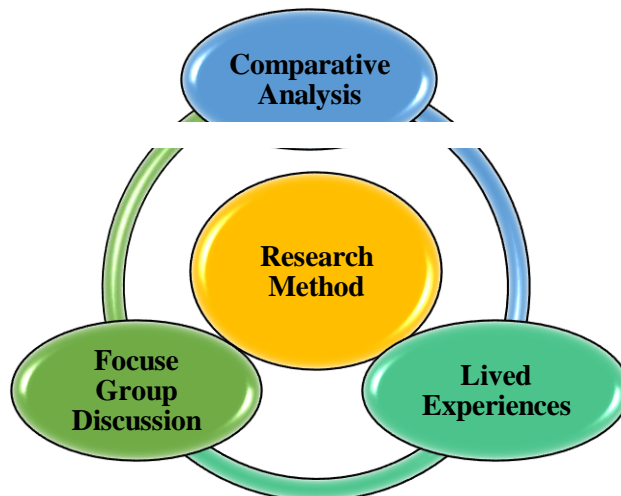 Comparative
Analysis
Research
Method
Focuse
Group
Discussion
Lived
Experiences